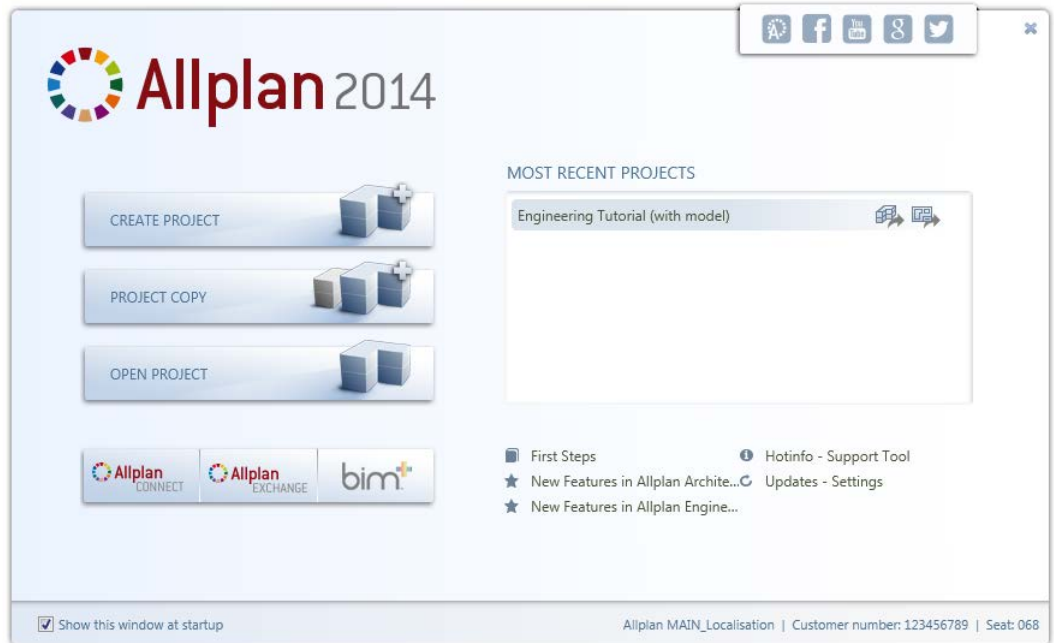 You Tube
Allplan 2014
CREATE PROJECT
PROJECT COPY
OPEN PROJECT
Allplan CONNECT
Allplan EXCHANGE
bim+
MOST RECENT PROJECTS
Engineering Tutorial (with model)
First Steps
New Features in Allplan Archite...
New Features in Allplan Engine...
Hotinfo - Support Tool
Updates - Settings
Show this window at startup
Allplan MAIN_Localisation | Customer number: 123456789 | Seat: 068